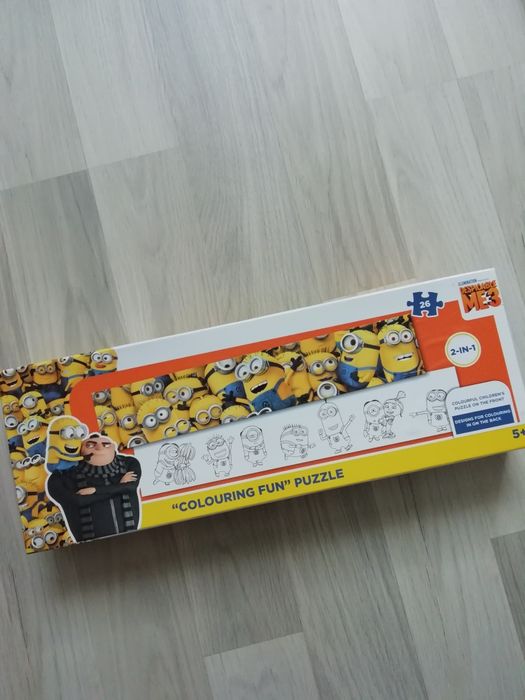 26
ILLUMINATION
DESPICABLE
ME 3
2-IN-1
COLOURFUL CHILDREN'S
PUZZLE ON THE FRONT
DESIGNS FOR COLOURING
IN ON THE BACK
5+
"COLOURING FUN" PUZZLE